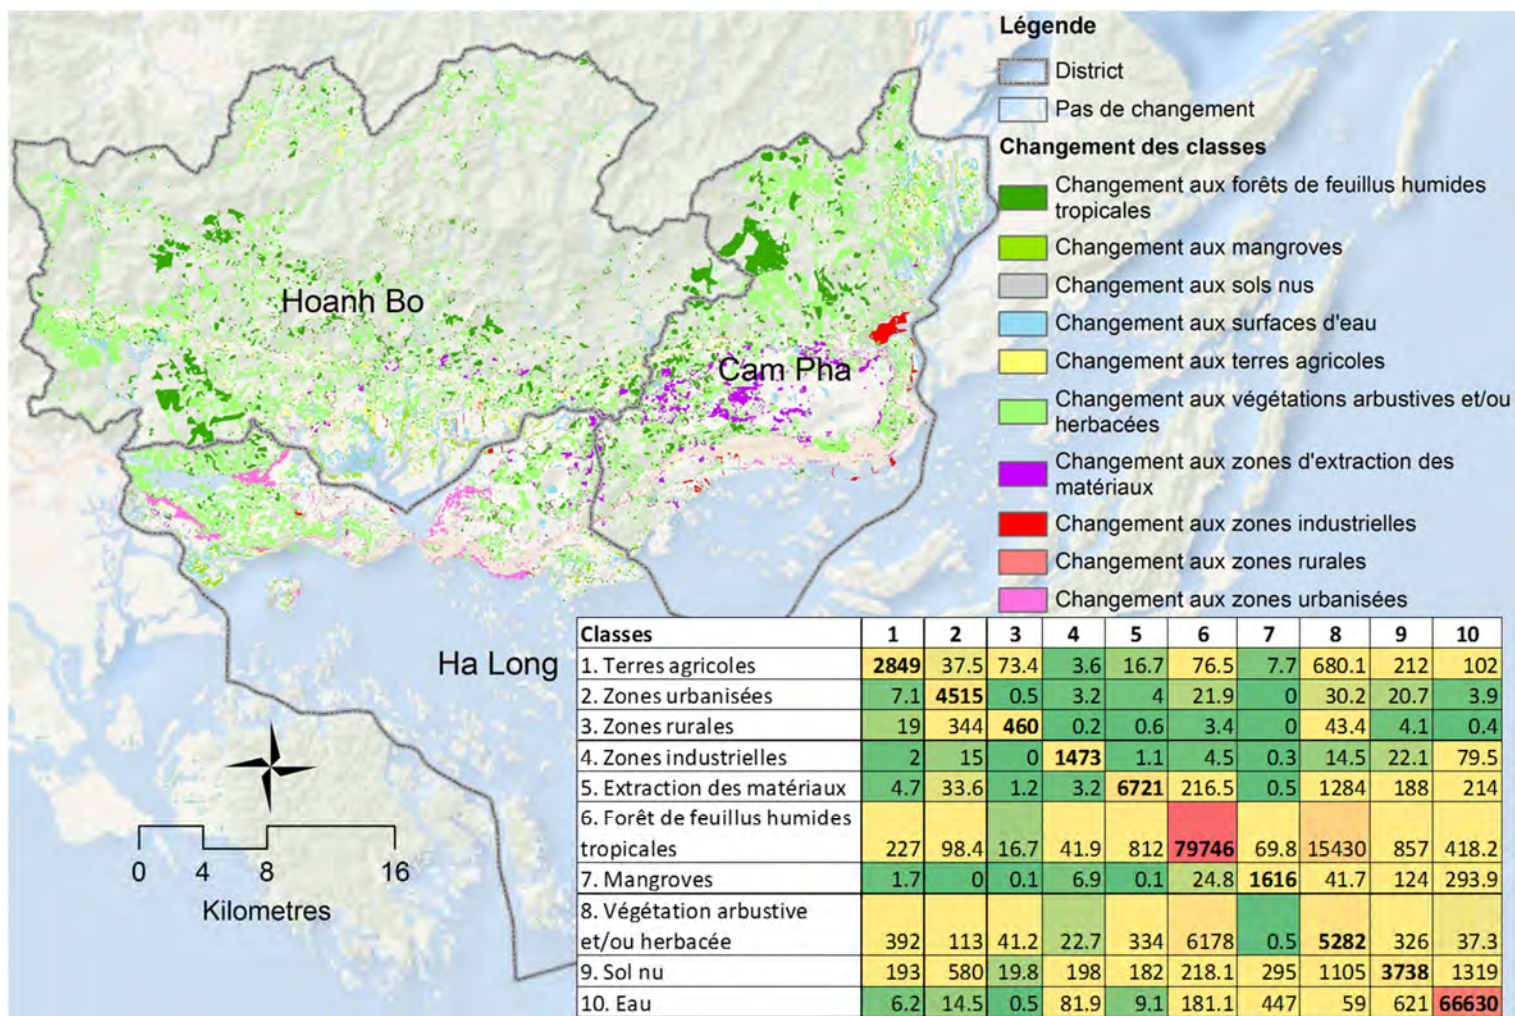 Légende
District
Pas de changement
Changement des classes
Changement aux forêts de feuillus humides
tropicales
Changement aux mangroves
Changement aux sols nus
Changement aux surfaces d'eau
Changement aux terres agricoles
Changement aux végétations arbustives et/ou
herbacées
Changement aux zones d'extraction des
matériaux
Changement aux zones industrielles
Changement aux zones rurales
Changement aux zones urbanisées
Hoanh Bo
Cam Pha
Ha Long
0 4 8 16
Kilometres
Classes 1 2 3 4 5 6 7 8 9 10
1. Terres agricoles 2849 37.5 73.4 3.6 16.7 76.5 7.7 680.1 212 102
2. Zones urbanisées 7.1 4515 0.5 3.2 4 21.9 0 30.2 20.7 3.9
3. Zones rurales 19 344 460 0.2 0.6 3.4 0 43.4 4.1 0.4
4. Zones industrielles 2 15 0 1473 1.1 4.5 0.3 14.5 22.1 79.5
5. Extraction des matériaux 4.7 33.6 1.2 3.2 6721 216.5 0.5 1284 188 214
6. Forêt de feuillus humides
tropicales 227 98.4 16.7 41.9 812 79746 69.8 15430 857 418.2
7. Mangroves 1.7 0 0.1 6.9 0.1 24.8 1616 41.7 124 293.9
8. Végétation arbustive
et/ou herbacée 392 113 41.2 22.7 334 6178 0.5 5282 326 37.3
9. Sol nu 193 580 19.8 198 182 218.1 295 1105 3738 1319
10. Eau 6.2 14.5 0.5 81.9 9.1 181.1 447 59 621 66630